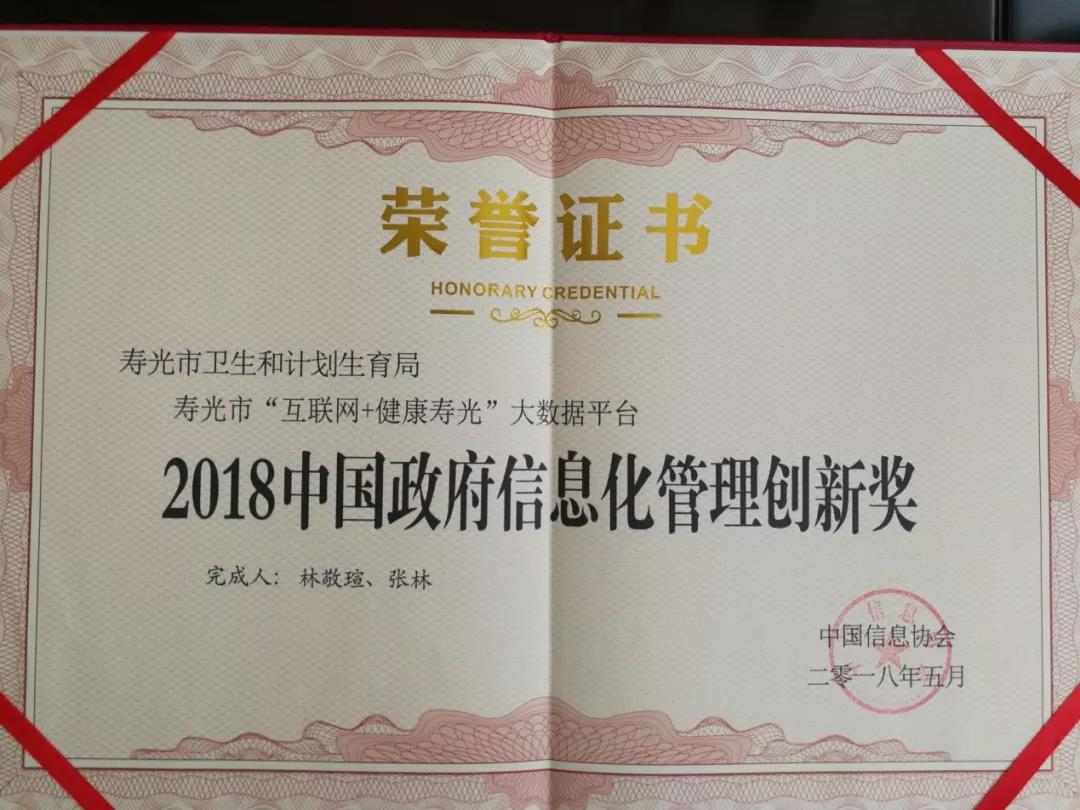 荣誉证书
HONORARY CREDENTIAL
寿光市卫生和计划生育局
寿光市“互联网+健康寿光”大数据平台
2018中国政府信息化管理创新奖
完成人：林敬瑄、张林
中国信息协会
二零一八年五月